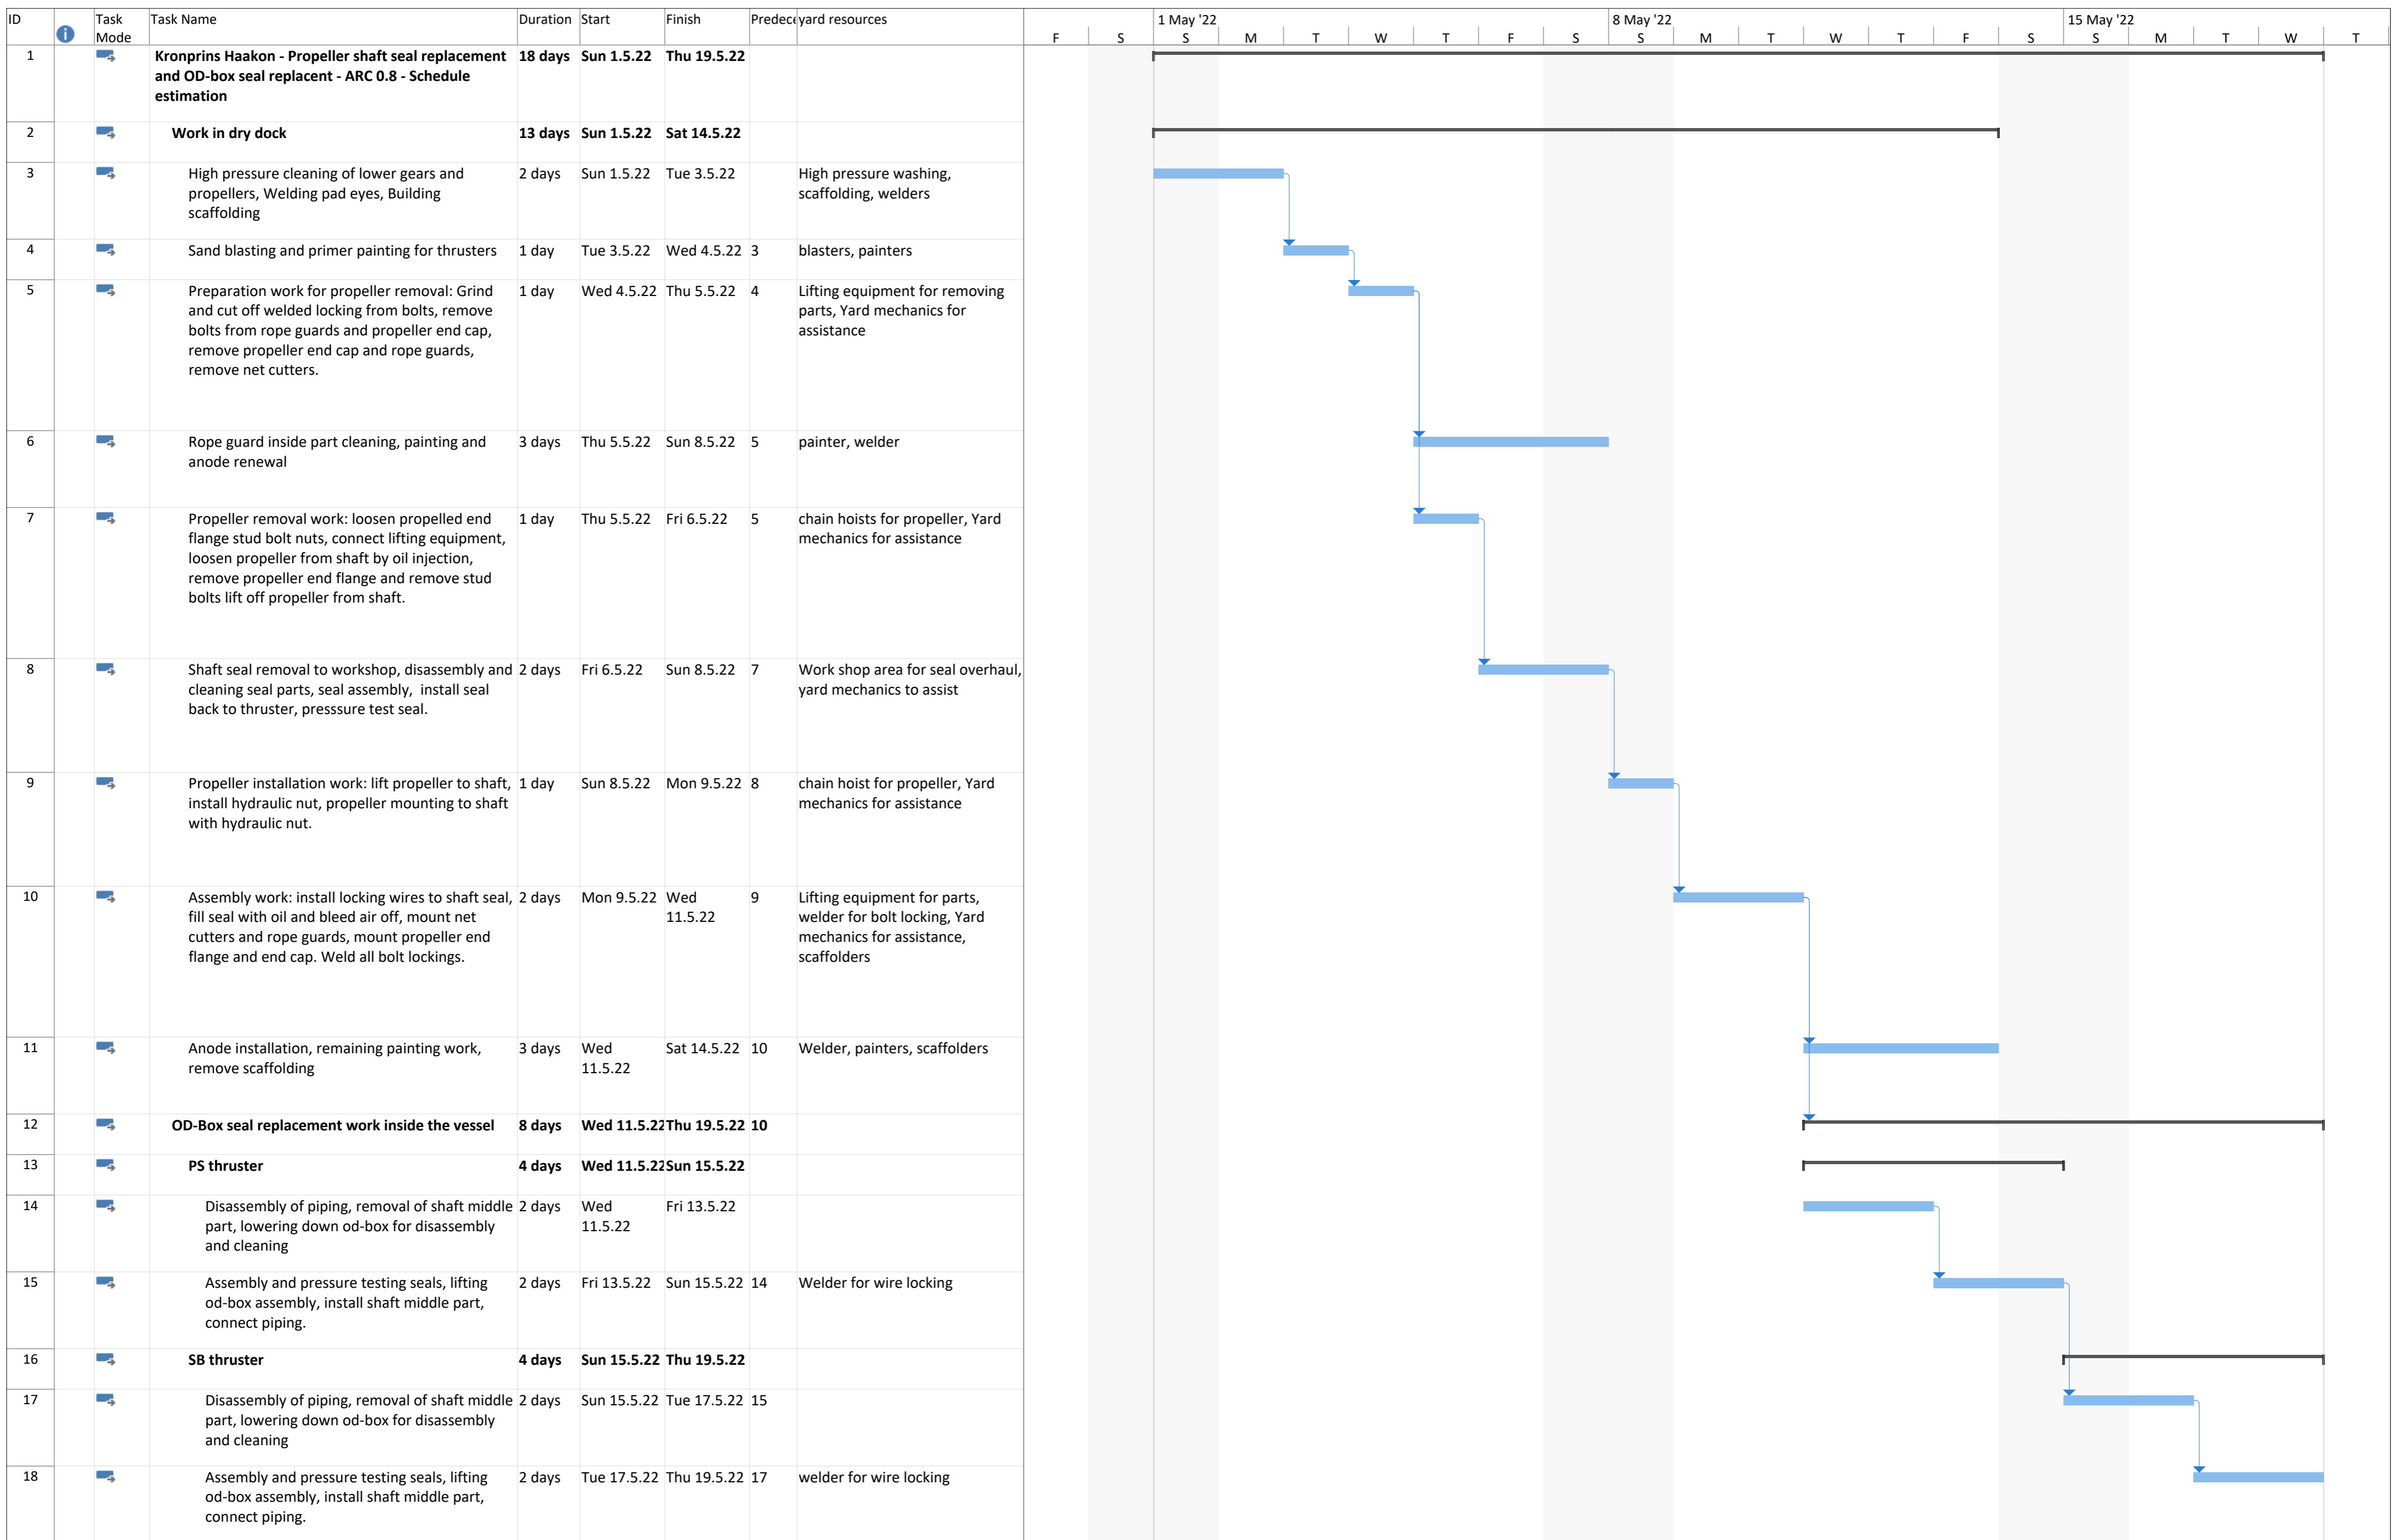 ID Task Mode Task Name Duration Start Finish Predece yard resources
1 May '22 8 May '22 15 May '22
F S S M T W T F S S M T W T F S S M T W T
1 Kronprins Haakon - Propeller shaft seal replacement 18 days Sun 1.5.22 Thu 19.5.22
and OD-box seal replacent - ARC 0.8 - Schedule
estimation
2 Work in dry dock 13 days Sun 1.5.22 Sat 14.5.22
3 High pressure cleaning of lower gears and 2 days Sun 1.5.22 Tue 3.5.22 High pressure washing,
propellers, Welding pad eyes, Building scaffolding, welders
scaffolding
4 Sand blasting and primer painting for thrusters 1 day Tue 3.5.22 Wed 4.5.22 3 blasters, painters
5 Preparation work for propeller removal: Grind 1 day Wed 4.5.22 Thu 5.5.22 4 Lifting equipment for removing
and cut off welded locking from bolts, remove parts, Yard mechanics for
bolts from rope guards and propeller end cap, assistance
remove propeller end cap and rope guards,
remove net cutters.
6 Rope guard inside part cleaning, painting and 3 days Thu 5.5.22 Sun 8.5.22 5 painter, welder
anode renewal
7 Propeller removal work: loosen propelled end 1 day Thu 5.5.22 Fri 6.5.22 5 chain hoists for propeller, Yard
flange stud bolt nuts, connect lifting equipment, mechanics for assistance
loosen propeller from shaft by oil injection,
remove propeller end flange and remove stud
bolts lift off propeller from shaft.
8 Shaft seal removal to workshop, disassembly and 2 days Fri 6.5.22 Sun 8.5.22 7 Work shop area for seal overhaul,
cleaning seal parts, seal assembly, install seal yard mechanics to assist
back to thruster, presssure test seal.
9 Propeller installation work: lift propeller to shaft, 1 day Sun 8.5.22 Mon 9.5.22 8 chain hoist for propeller, Yard
install hydraulic nut, propeller mounting to shaft mechanics for assistance
with hydraulic nut.
10 Assembly work: install locking wires to shaft seal, 2 days Mon 9.5.22 Wed 9 Lifting equipment for parts,
fill seal with oil and bleed air off, mount net 11.5.22 welder for bolt locking, Yard
cutters and rope guards, mount propeller end mechanics for assistance,
flange and end cap. Weld all bolt lockings. scaffolders
11 Anode installation, remaining painting work, 3 days Wed Sat 14.5.22 10 Welder, painters, scaffolders
remove scaffolding 11.5.22
12 OD-Box seal replacement work inside the vessel 8 days Wed 11.5.22 Thu 19.5.22 10
13 PS thruster 4 days Wed 11.5.22 Sun 15.5.22
14 Disassembly of piping, removal of shaft middle 2 days Wed Fri 13.5.22
part, lowering down od-box for disassembly 11.5.22
and cleaning
15 Assembly and pressure testing seals, lifting 2 days Fri 13.5.22 Sun 15.5.22 14 Welder for wire locking
od-box assembly, install shaft middle part,
connect piping.
16 SB thruster 4 days Sun 15.5.22 Thu 19.5.22
17 Disassembly of piping, removal of shaft middle 2 days Sun 15.5.22 Tue 17.5.22 15
part, lowering down od-box for disassembly
and cleaning
18 Assembly and pressure testing seals, lifting 2 days Tue 17.5.22 Thu 19.5.22 17 welder for wire locking
od-box assembly, install shaft middle part,
connect piping.